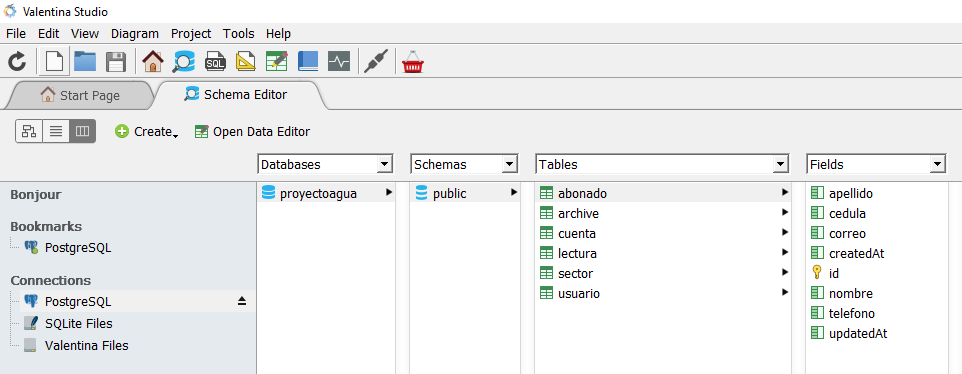 Valentina Studio
File Edit View Diagram Project Tools Help
SQL
Start Page Schema Editor
Create Open Data Editor
Databases Schemas Tables Fields
Bonjour
Bookmarks
PostgreSQL
Connections
PostgreSQL
SQLite Files
Valentina Files
proyectoagua
public
abonado
archive
cuenta
lectura
sector
usuario
apellido
cedula
correo
createdAt
id
nombre
telefono
updatedAt